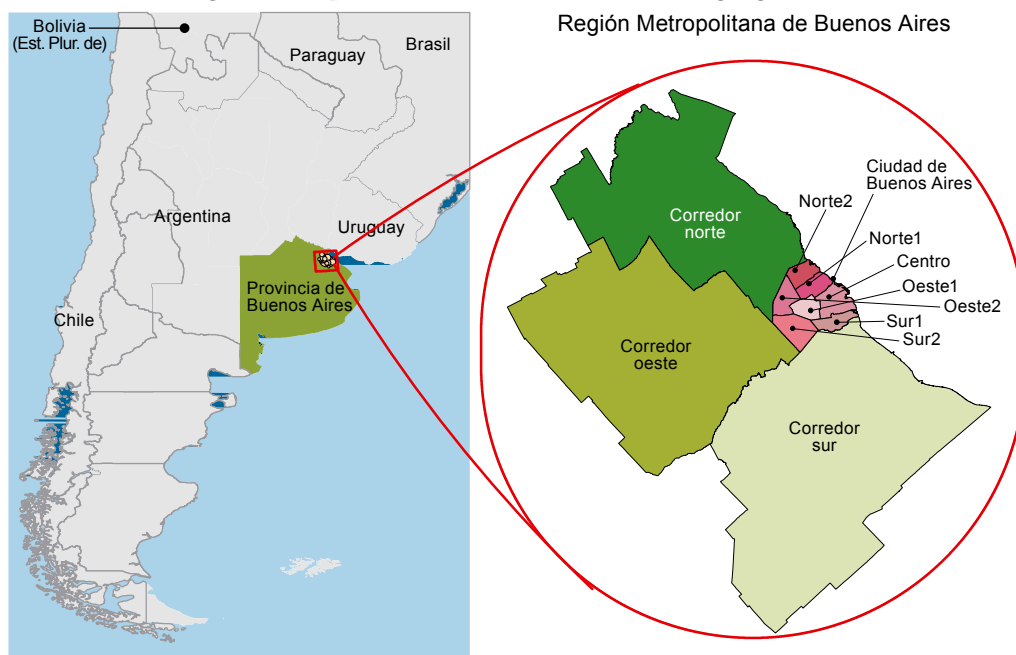 Bolivia
(Est. Plur. de)
Paraguay
Brasil
Argentina
Uruguay
Provincia de
Buenos Aires
Chile
Región Metropolitana de Buenos Aires
Corredor
norte
Corredor
oeste
Corredor
sur
Ciudad de
Buenos Aires
Norte2
Norte1
Centro
Oeste1
Oeste2
Sur1
Sur2